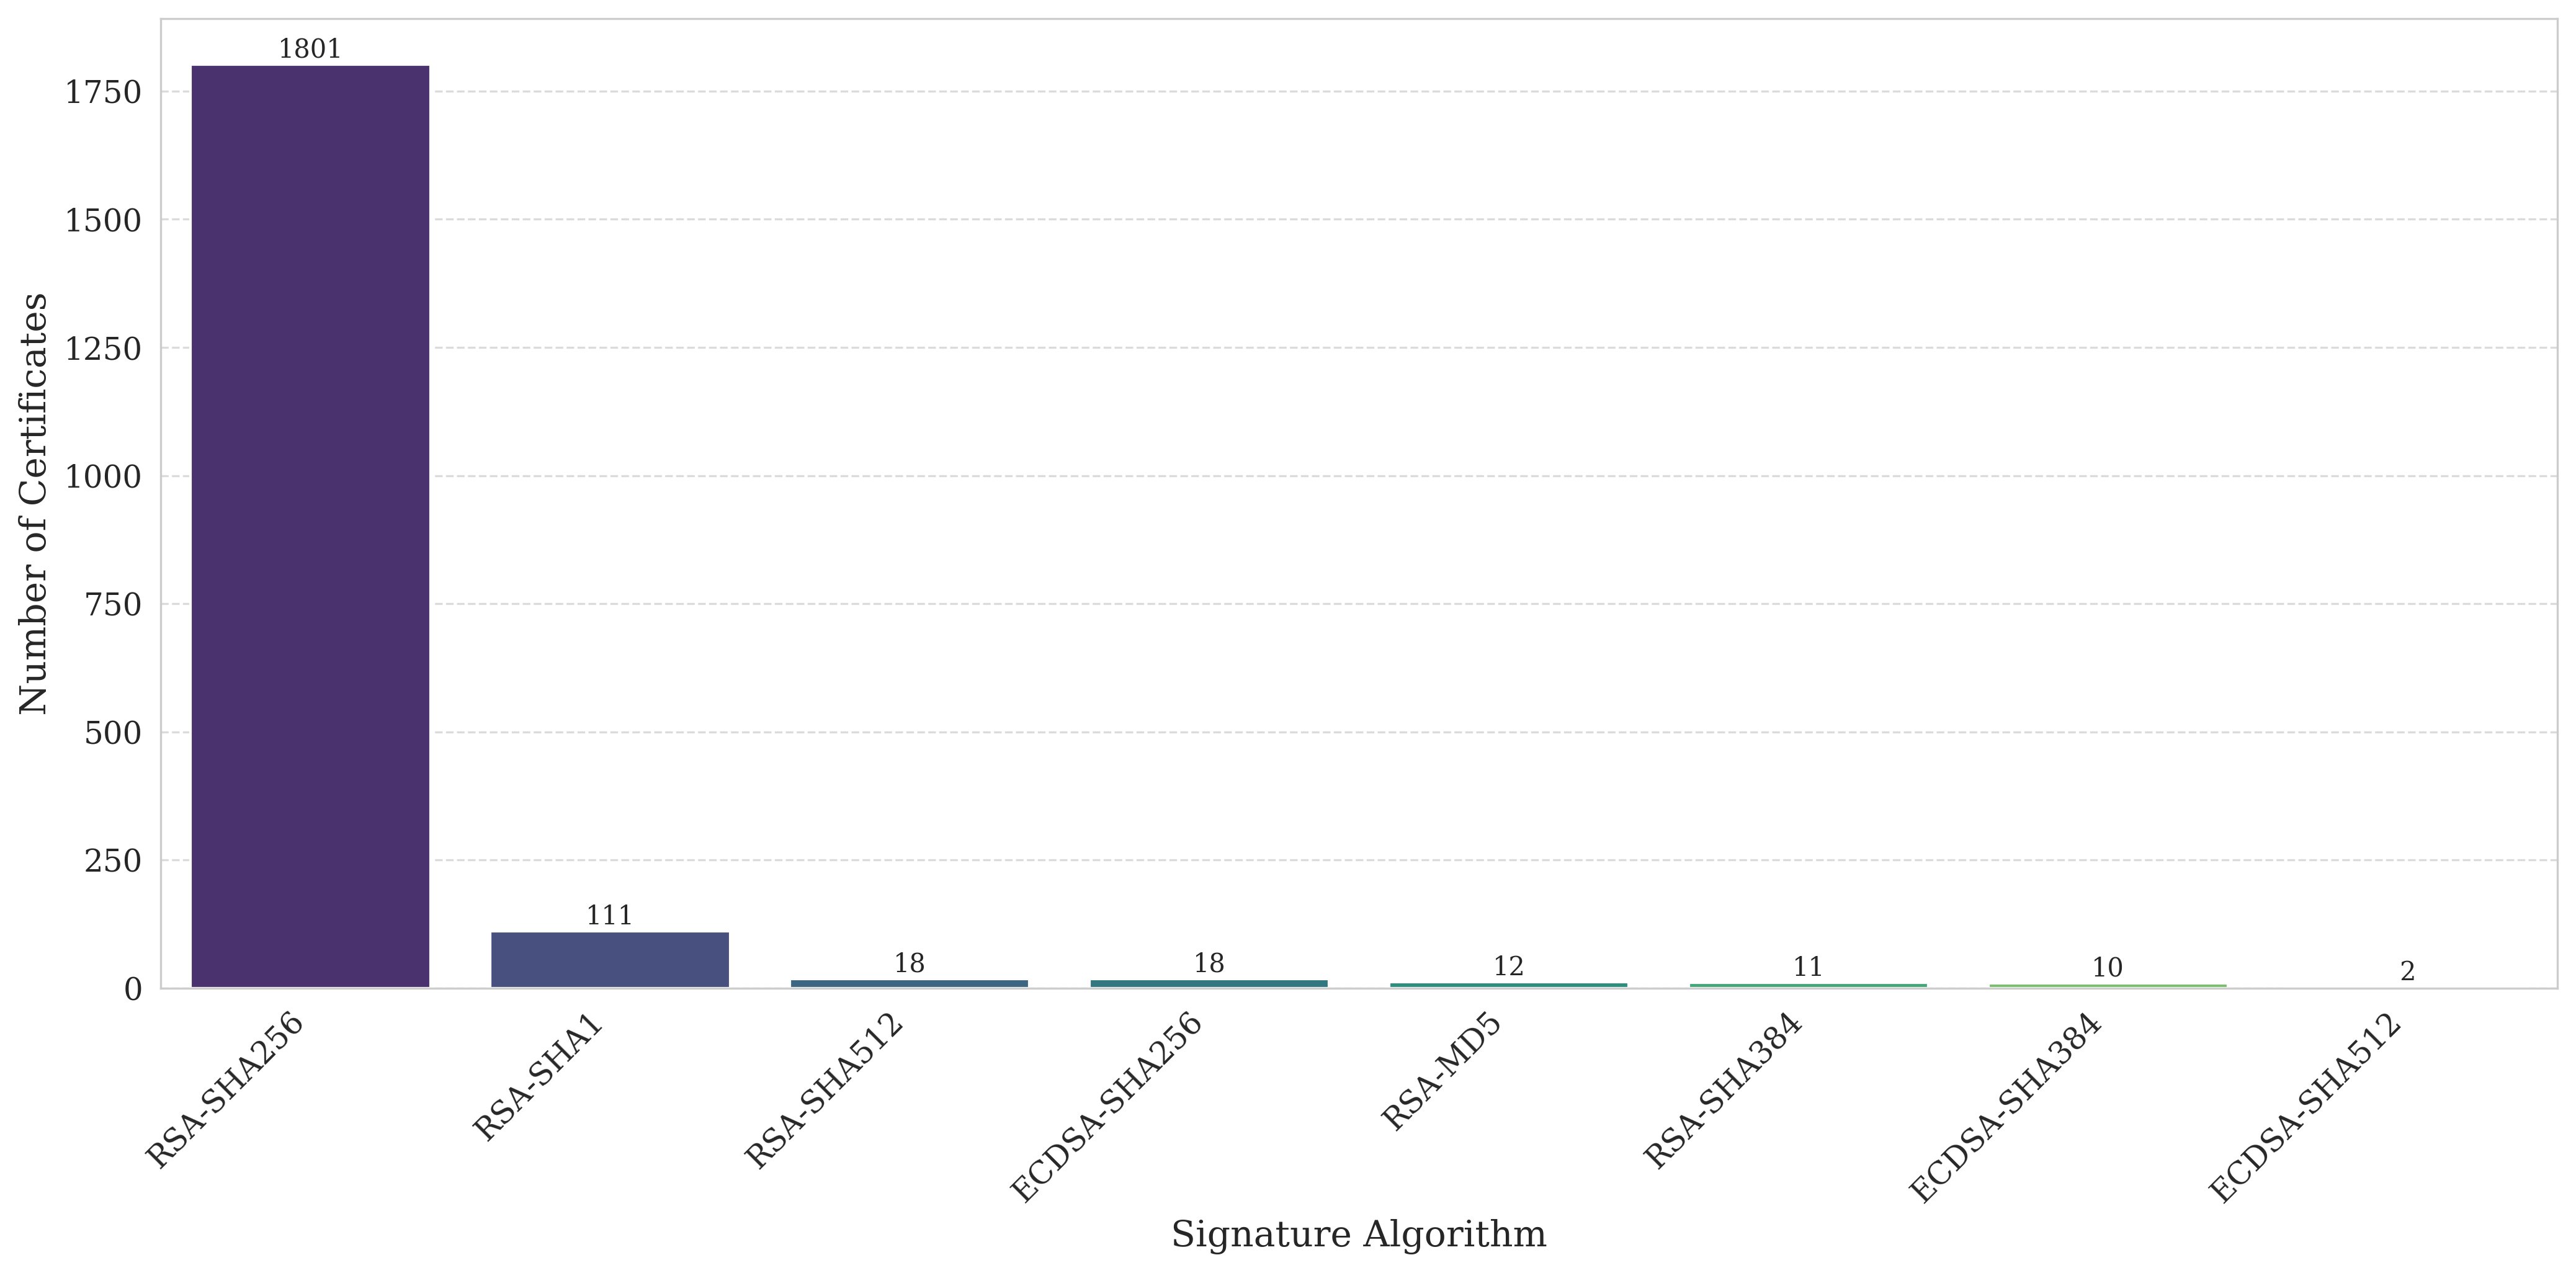 Number of Certificates
1750
1500
1250
1000
750
500
250
0
1801
111
18
18
12
11
10
2
RSA-SHA256
RSA-SHA1
RSA-SHA512
ECDSA-SHA256
RSA-MD5
RSA-SHA384
ECDSA-SHA384
ECDSA-SHA512
Signature Algorithm